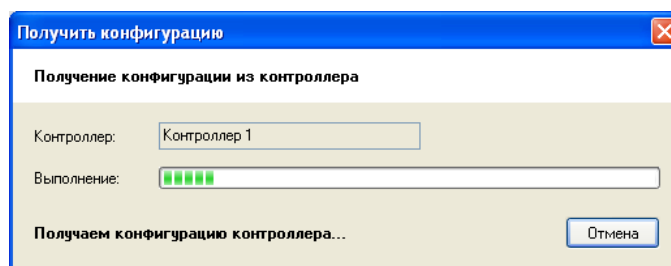 Получить конфигурацию
Получение конфигурации из контроллера
Контроллер: Контроллер 1
Выполнение:
Получаем конфигурацию контроллера... Отмена